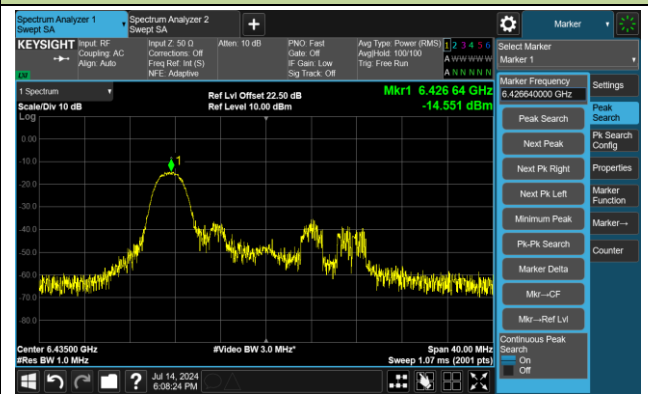 Spectrum Analyzer 1
Swept SA
Spectrum Analyzer 2
Swept SA
+
Marker
KEYSIGHT
Input: RF
Coupling: AC
Align: Auto
Input Z: 50 Ω
Corrections: Off
Freq Ref: Int (S)
NFE: Adaptive
Atten: 10 dB
PNO: Fast
Gate: Off
IF Gain: Low
Sig Track: Off
Avg Type: Power (RMS)
Avg|Hold: 100/100
Trig: Free Run
1 2 3 4 5 6
A W W W W W
A N N N N N
Select Marker
Marker 1
1 Spectrum
Scale/Div 10 dB
Log
Ref Lvl Offset 22.50 dB
Ref Level 10.00 dBm
Mkr1 6.426 64 GHz
-14.551 dBm
0.00
-10.0
-20.0
-30.0
-40.0
-50.0
-60.0
-70.0
-80.0
1
Center 6.43500 GHz
#Res BW 1.0 MHz
#Video BW 3.0 MHz*
Span 40.00 MHz
Sweep 1.07 ms (2001 pts)
Marker Frequency
6.426640000 GHz
Peak Search
Next Peak
Next Pk Right
Next Pk Left
Minimum Peak
Pk-Pk Search
Marker Delta
Mkr→CF
Mkr→Ref Lvl
Continuous Peak
Search
On
Off
Settings
Peak
Search
Pk Search
Config
Properties
Marker
Function
Marker→
Counter
?
Jul 14, 2024
6:08:24 PM